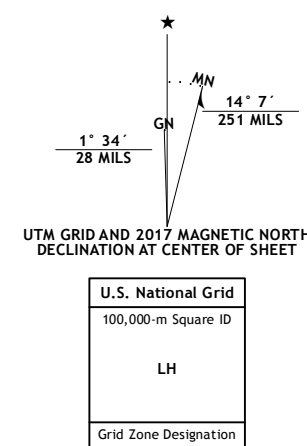 ★
MN
GN
1° 34´
28 MILS
14° 7´
251 MILS
UTM GRID AND 2017 MAGNETIC NORTH
DECLINATION AT CENTER OF SHEET
U.S. National Grid
100,000-m Square ID
LH
Grid Zone Designation